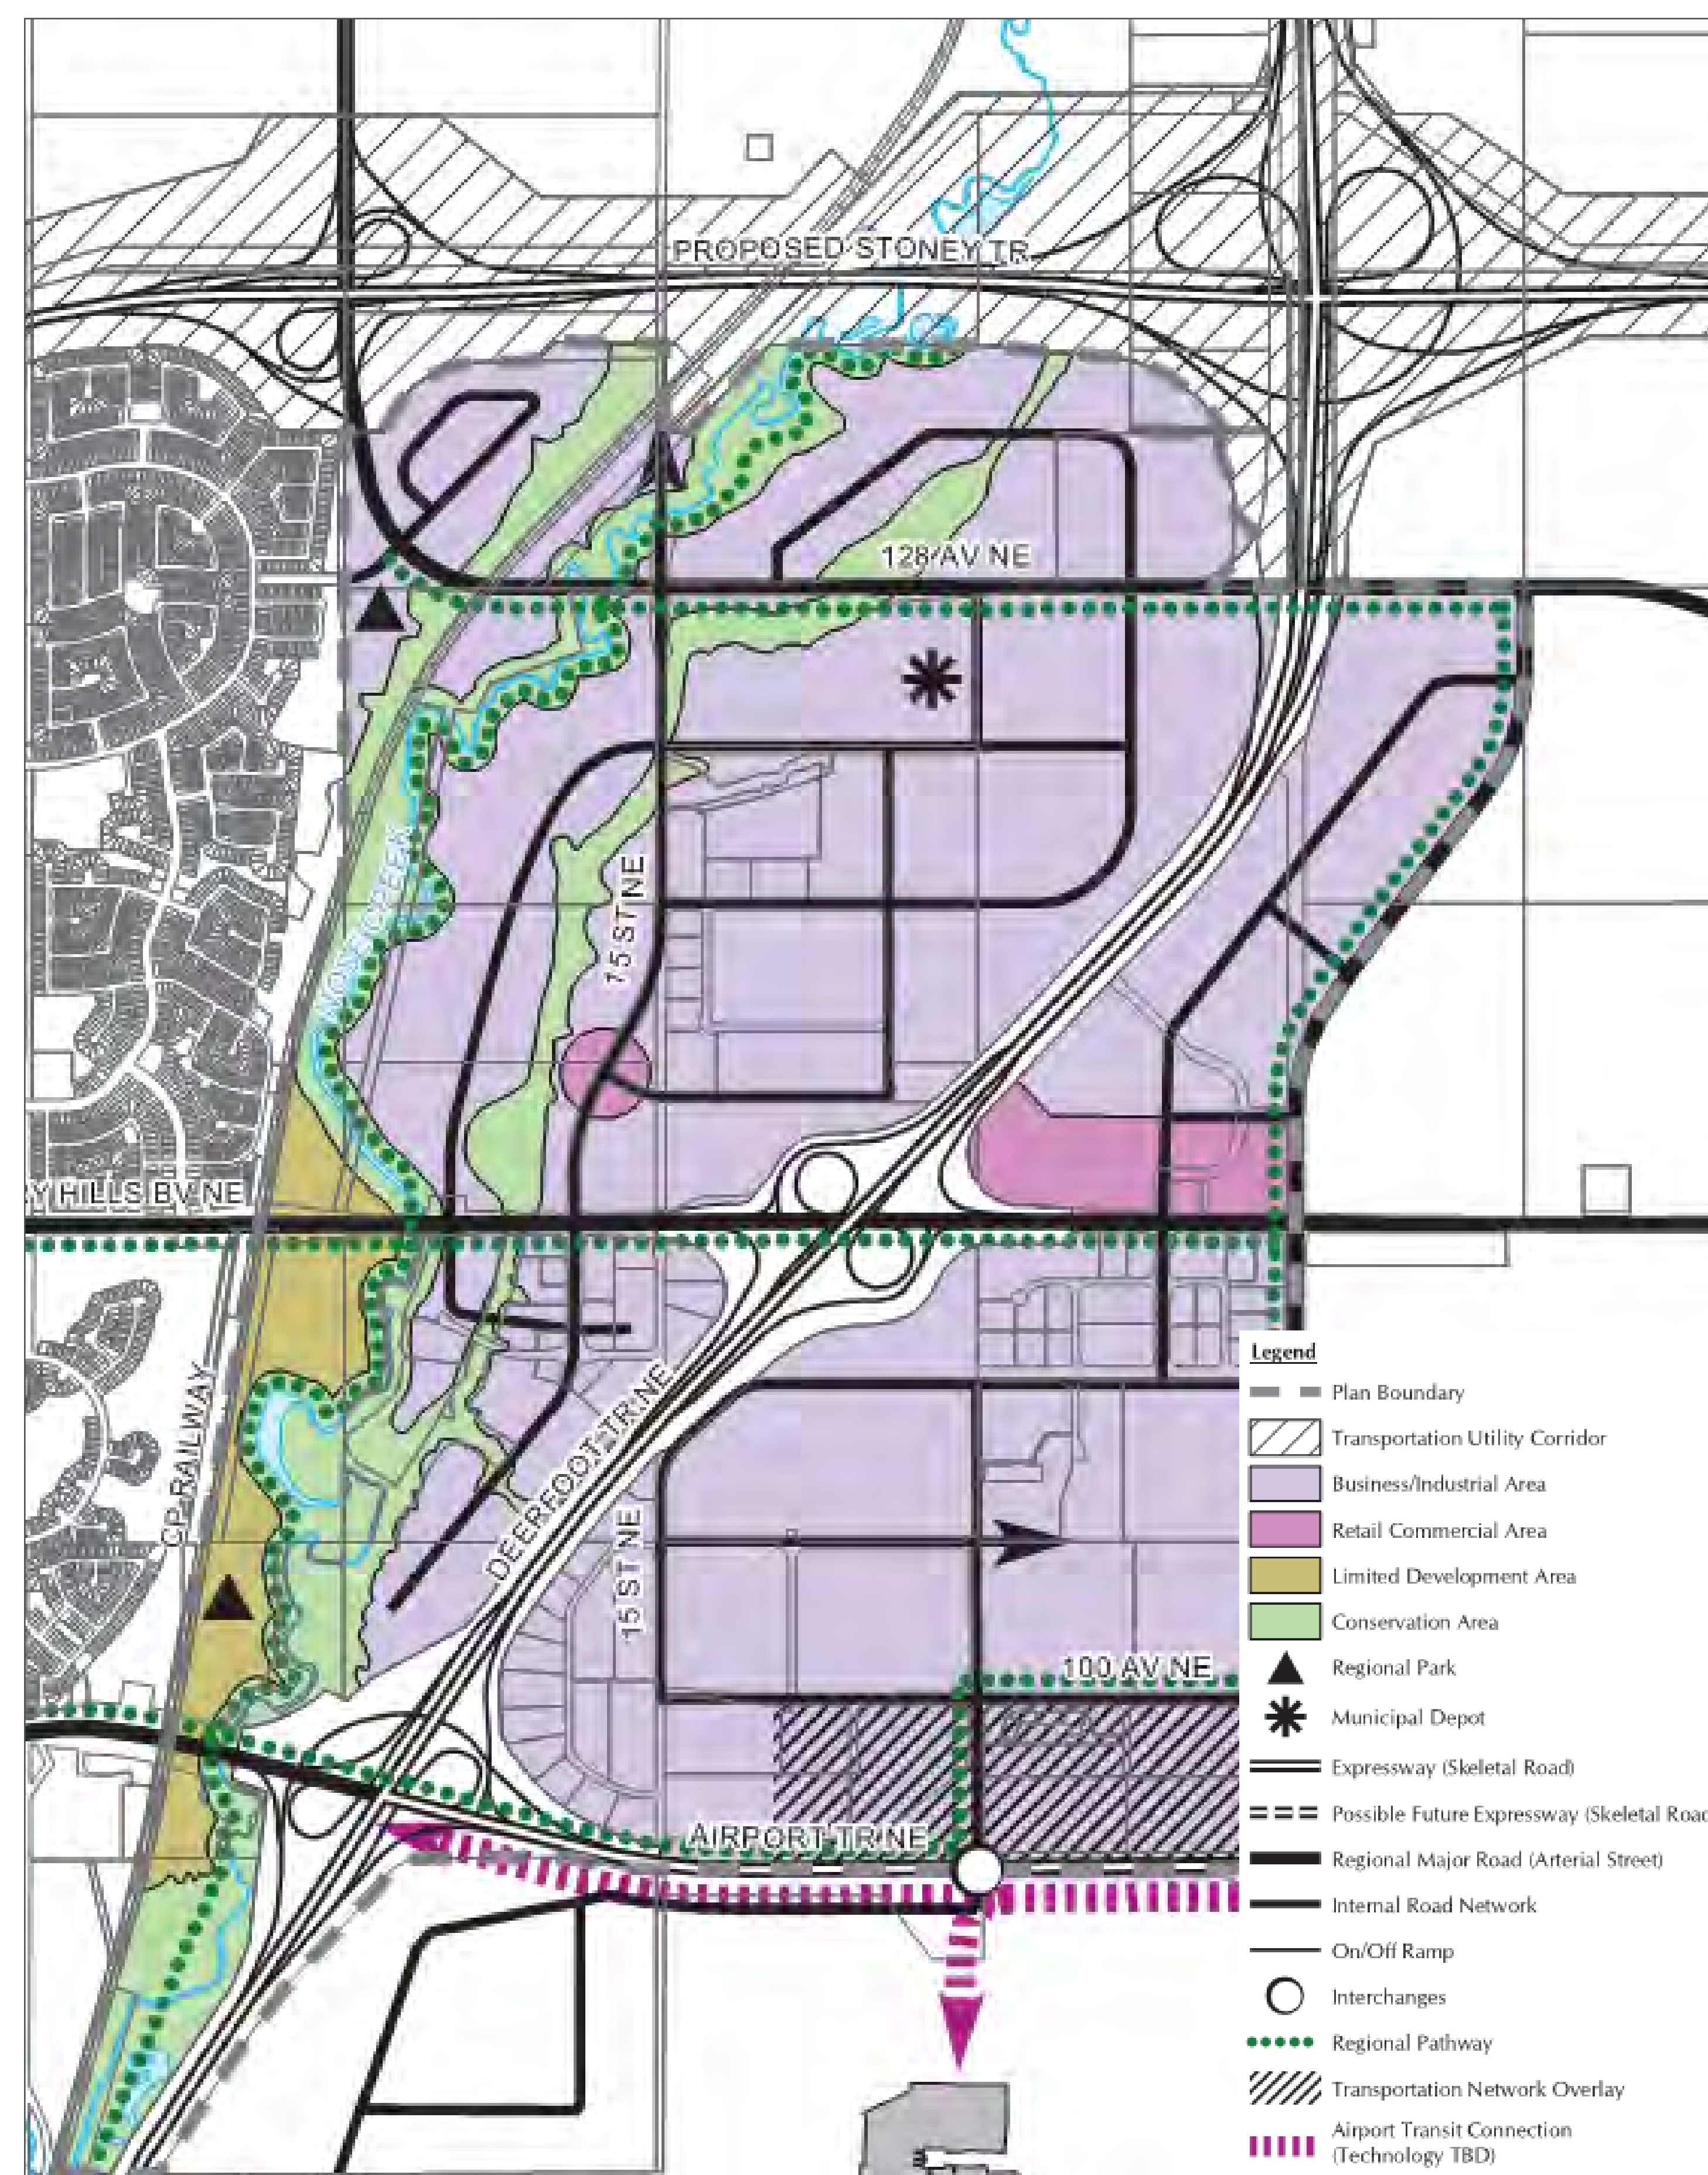 PROPOSED STONEY TR
128 AV NE
NOSE CREEK
15 ST NE
Y HILLS BV NE
CP RAILWAY
DEERFOOT TR NE
15 ST NE
100 AV NE
AIRPORT TR NE
Legend
Plan Boundary
Transportation Utility Corridor
Business/Industrial Area
Retail Commercial Area
Limited Development Area
Conservation Area
Regional Park
Municipal Depot
Expressway (Skeletal Road)
Possible Future Expressway (Skeletal Road
Regional Major Road (Arterial Street)
Internal Road Network
On/Off Ramp
Interchanges
Regional Pathway
Transportation Network Overlay
Airport Transit Connection
(Technology TBD)